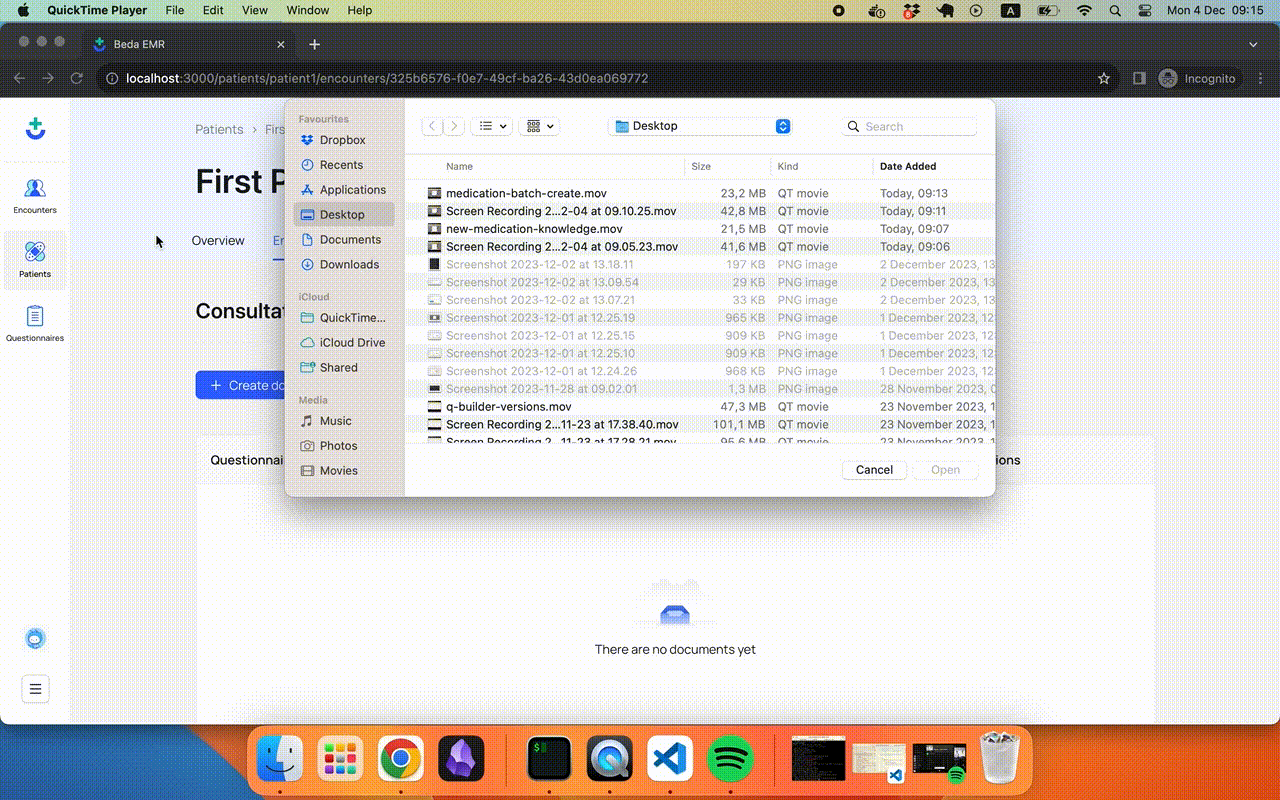 QuickTime Player File Edit View Window Help A Mon 4 Dec 09:15
Beda EMR
localhost:3000/patients/patient1/encounters/325b6576-f0e7-49cf-ba26-43d0ea069772 Incognito
Patients > Firs
First P
Overview En
Encounters
Patients
Questionnaires
Consultat
+ Create do
Questionnai
ions
Favourites
Dropbox
Recents
Applications
Desktop
Documents
Downloads
iCloud
QuickTime...
iCloud Drive
Shared
Media
Music
Photos
Movies
Desktop
Search
Name Size Kind Date Added
medication-batch-create.mov 23,2 MB QT movie Today, 09:13
Screen Recording 2...2-04 at 09.10.25.mov 42,8 MB QT movie Today, 09:11
new-medication-knowledge.mov 21,5 MB QT movie Today, 09:07
Screen Recording 2...2-04 at 09.05.23.mov 41,6 MB QT movie Today, 09:06
Screenshot 2023-12-02 at 13.18.11 197 KB PNG image 2 December 2023, 13
Screenshot 2023-12-02 at 13.09.54 29 KB PNG image 2 December 2023, 13
Screenshot 2023-12-02 at 13.07.21 33 KB PNG image 2 December 2023, 13
Screenshot 2023-12-01 at 12.25.19 965 KB PNG image 1 December 2023, 12
Screenshot 2023-12-01 at 12.25.15 909 KB PNG image 1 December 2023, 12
Screenshot 2023-12-01 at 12.25.10 909 KB PNG image 1 December 2023, 12
Screenshot 2023-12-01 at 12.24.26 968 KB PNG image 1 December 2023, 12
Screenshot 2023-11-28 at 09.02.01 1,3 MB PNG image 28 November 2023, 0
q-builder-versions.mov 47,3 MB QT movie 23 November 2023, 1
Screen Recording 2...11-23 at 17.38.40.mov 101,1 MB QT movie 23 November 2023, 1
Screen Recording 2...11-23 at 17.28.21.mov 95,6 MB QT movie 23 November 2023, 1
Cancel Open
There are no documents yet